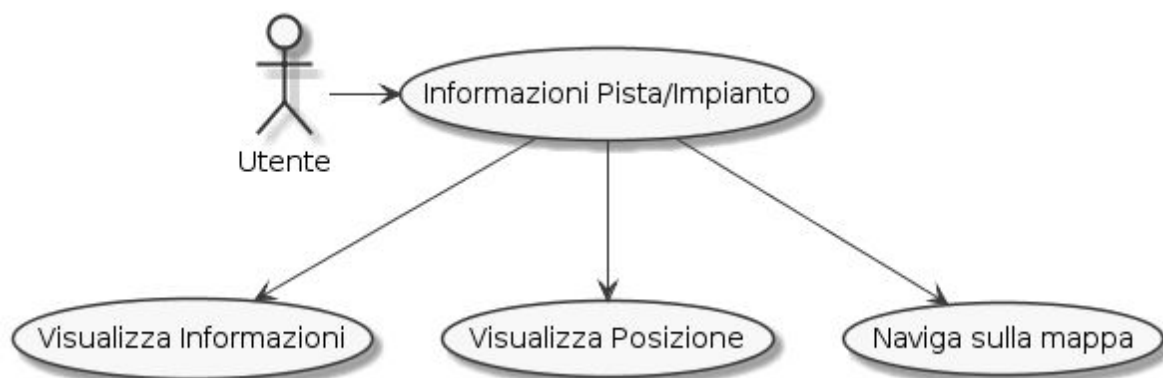 Informazioni Pista/Impianto
Utente
Visualizza Informazioni
Visualizza Posizione
Naviga sulla mappa